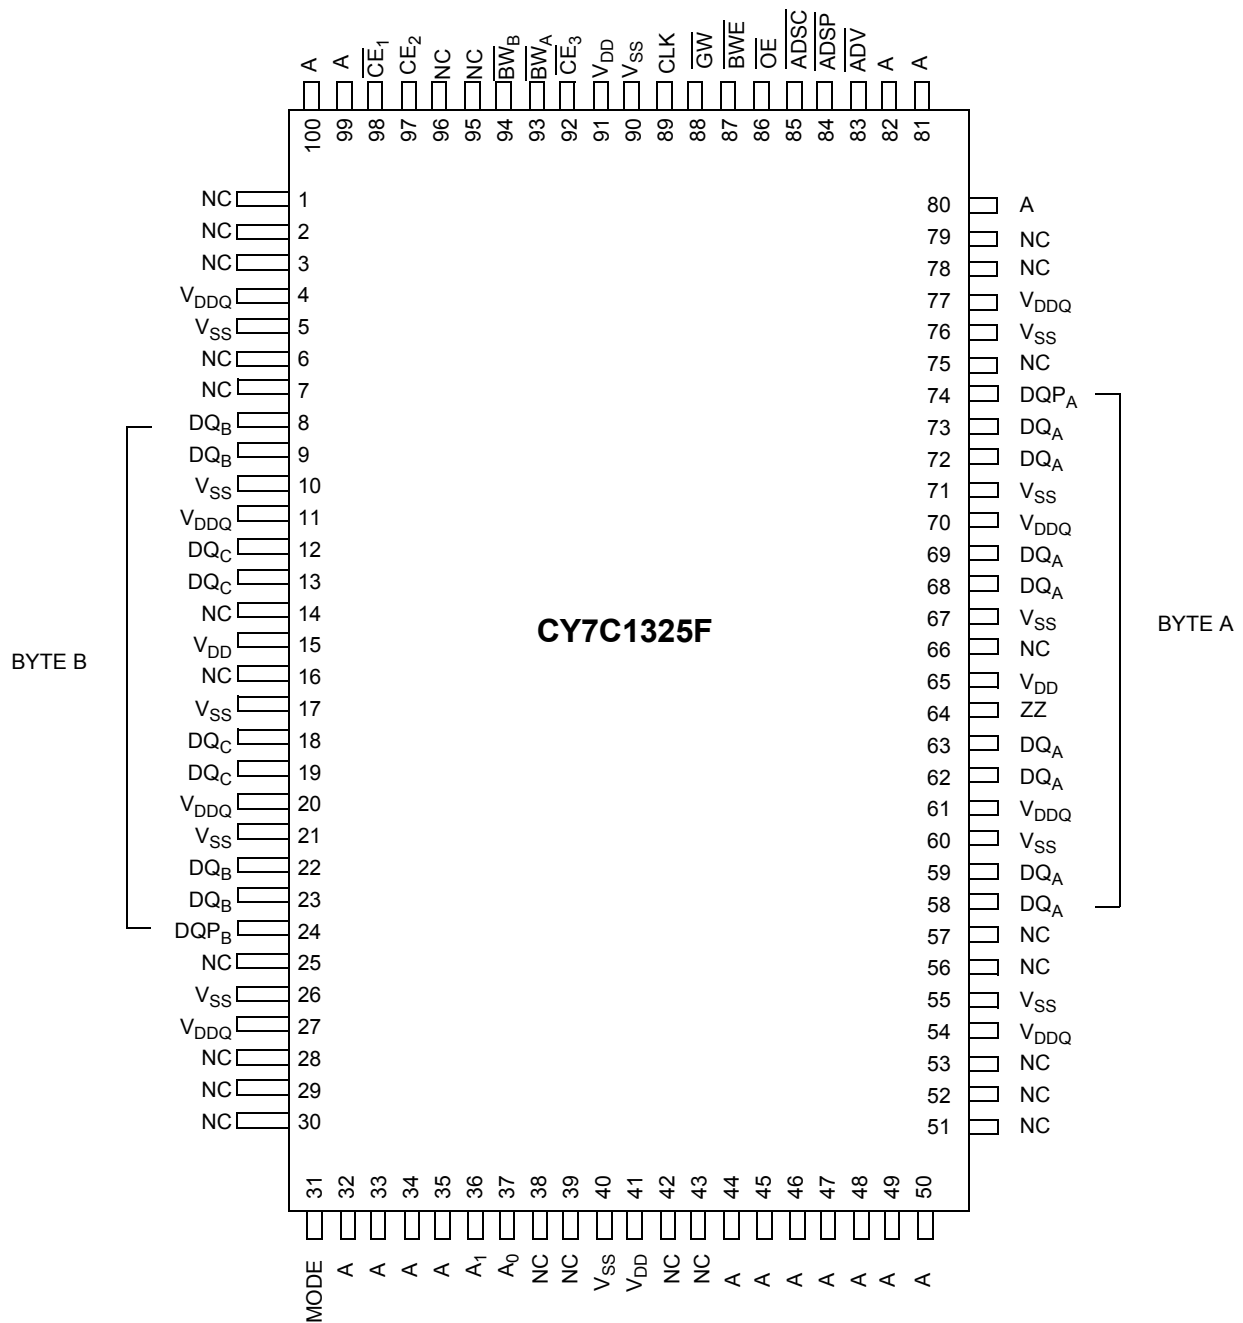 A A CE1 CE2 NC NC BWB BWA CE3 VDD VSS CLK GW BWE OE ADSC ADSP ADV A A
100 99 98 97 96 95 94 93 92 91 90 89 88 87 86 85 84 83 82 81
NC 1
NC 2
NC 3
VDDQ 4
VSS 5
NC 6
NC 7
DQB 8
DQB 9
VSS 10
VDDQ 11
DQC 12
DQC 13
NC 14
VDD 15
NC 16
VSS 17
DQC 18
DQC 19
VDDQ 20
VSS 21
DQB 22
DQB 23
DQPB 24
NC 25
VSS 26
VDDQ 27
NC 28
NC 29
NC 30
BYTE B
CY7C1325F
80 A
79 NC
78 NC
77 VDDQ
76 VSS
75 NC
74 DQPA
73 DQA
72 DQA
71 VSS
70 VDDQ
69 DQA
68 DQA
67 VSS
66 NC
65 VDD
64 ZZ
63 DQA
62 DQA
61 VDDQ
60 VSS
59 DQA
58 DQA
57 NC
56 NC
55 VSS
54 VDDQ
53 NC
52 NC
51 NC
BYTE A
31 32 33 34 35 36 37 38 39 40 41 42 43 44 45 46 47 48 49 50
MODE A A A A A1 A0 NC NC VSS VDD NC NC A A A A A A A